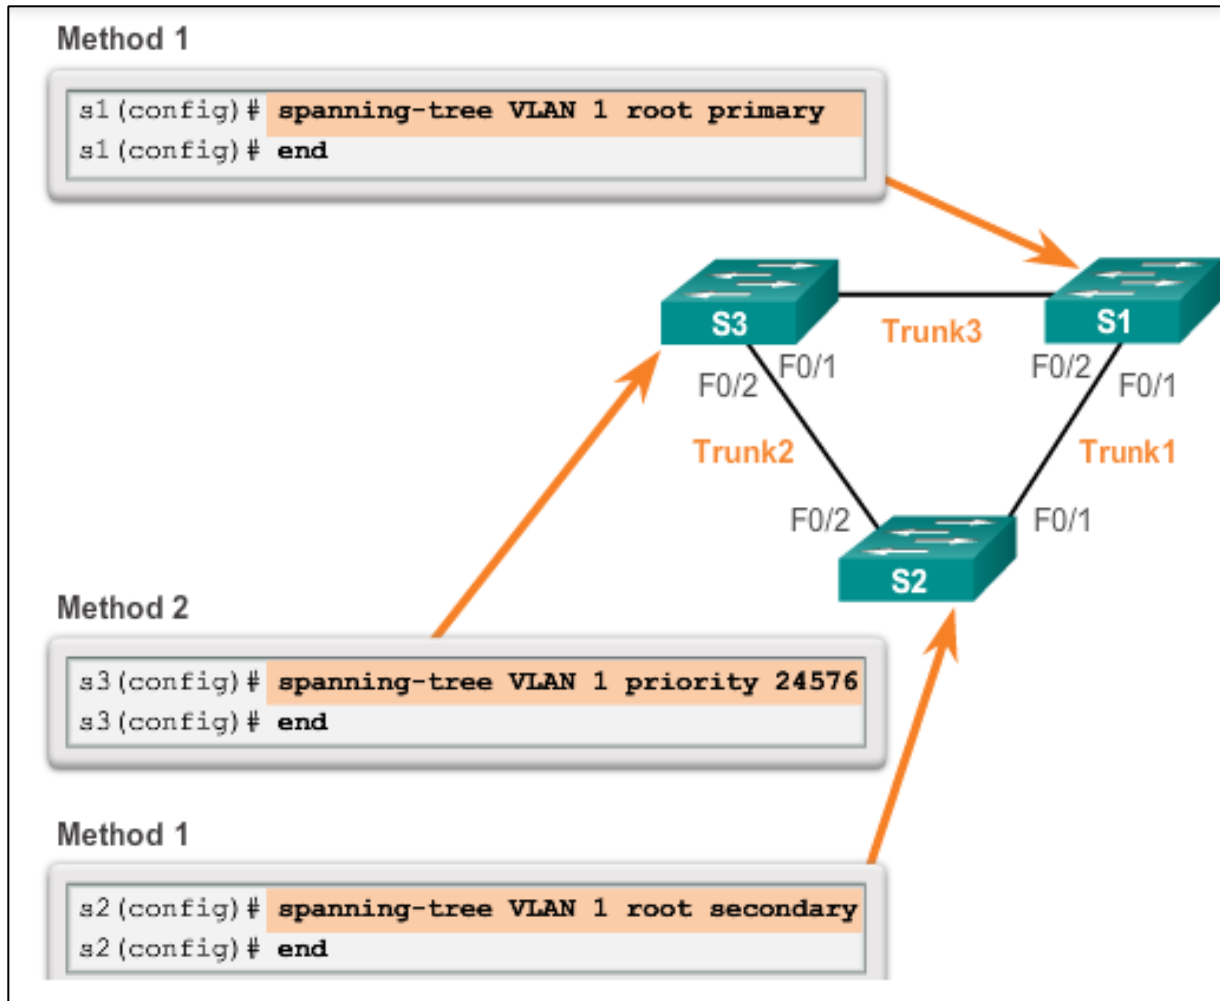 Method 1
s1(config)# spanning-tree VLAN 1 root primary
s1(config)# end
S3
Trunk3
S1
F0/2
F0/1
F0/2
F0/1
Trunk2
Trunk1
F0/2
F0/1
S2
Method 2
s3(config)# spanning-tree VLAN 1 priority 24576
s3(config)# end
Method 1
s2(config)# spanning-tree VLAN 1 root secondary
s2(config)# end